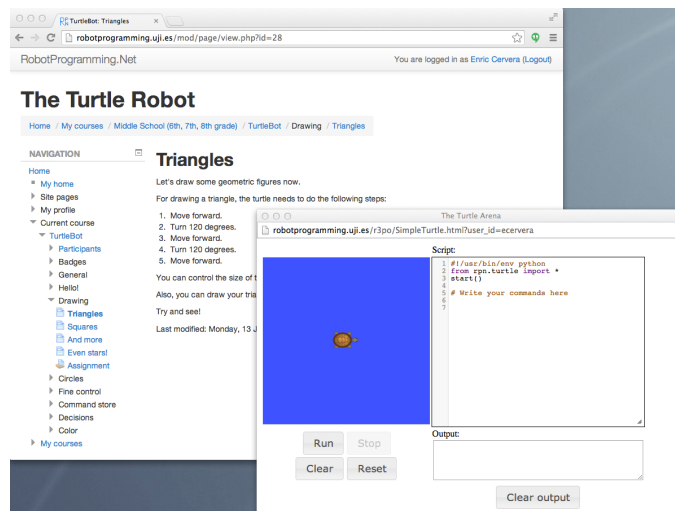 TurtleBot: Triangles
robotprogramming.uji.es/mod/page/view.php?id=28
RobotProgramming.Net
You are logged in as Enric Cervera (Logout)
The Turtle Robot
Home / My courses / Middle School (6th, 7th, 8th grade) / TurtleBot / Drawing / Triangles
NAVIGATION
Home
My home
Site pages
My profile
Current course
TurtleBot
Participants
Badges
General
Hello!
Drawing
Triangles
Squares
And more
Even stars!
Assignment
Circles
Fine control
Command store
Decisions
Color
My courses
Triangles
Let's draw some geometric figures now.
For drawing a triangle, the turtle needs to do the following steps:
1. Move forward.
2. Turn 120 degrees.
3. Move forward.
4. Turn 120 degrees.
5. Move forward.
You can control the size of t
Also, you can draw your tria
Try and see!
Last modified: Monday, 13 J
The Turtle Arena
robotprogramming.uji.es/r3po/SimpleTurtle.html?user_id=ecervera
Script:
1 #!/usr/bin/env python
2 from rpn.turtle import *
3 start()
4
5 # Write your commands here
6
7
Run
Stop
Clear
Reset
Output:
Clear output